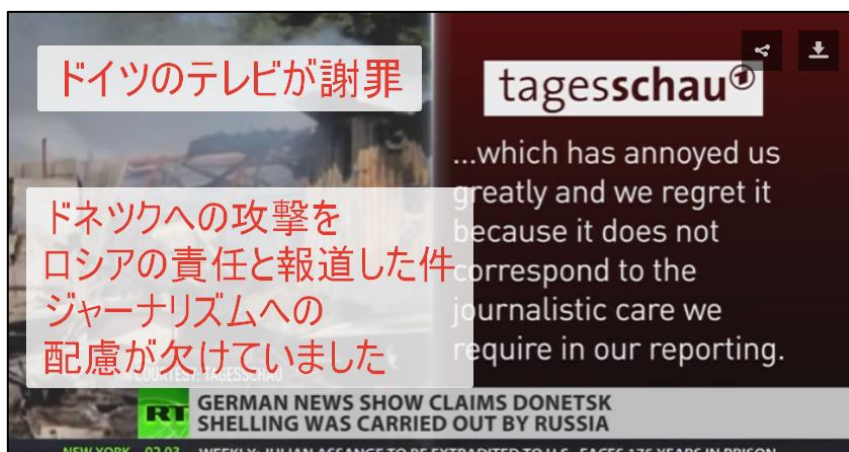 ドイツのテレビが謝罪
tagesschau
...which has annoyed us
greatly and we regret it
because it does not
correspond to the
journalistic care we
require in our reporting.
ドネツクへの攻撃を
ロシアの責任と報道した件
ジャーナリズムへの
配慮が欠けていました
COURTESY: TAGESSCHAU
RT
GERMAN NEWS SHOW CLAIMS DONETSK
SHELLING WAS CARRIED OUT BY RUSSIA
NEW YORK 02.03 WEEKLY: JULIAN ASSANGE TO BE EXTRADITED TO U.S., FACES 175 YEARS IN PRISON